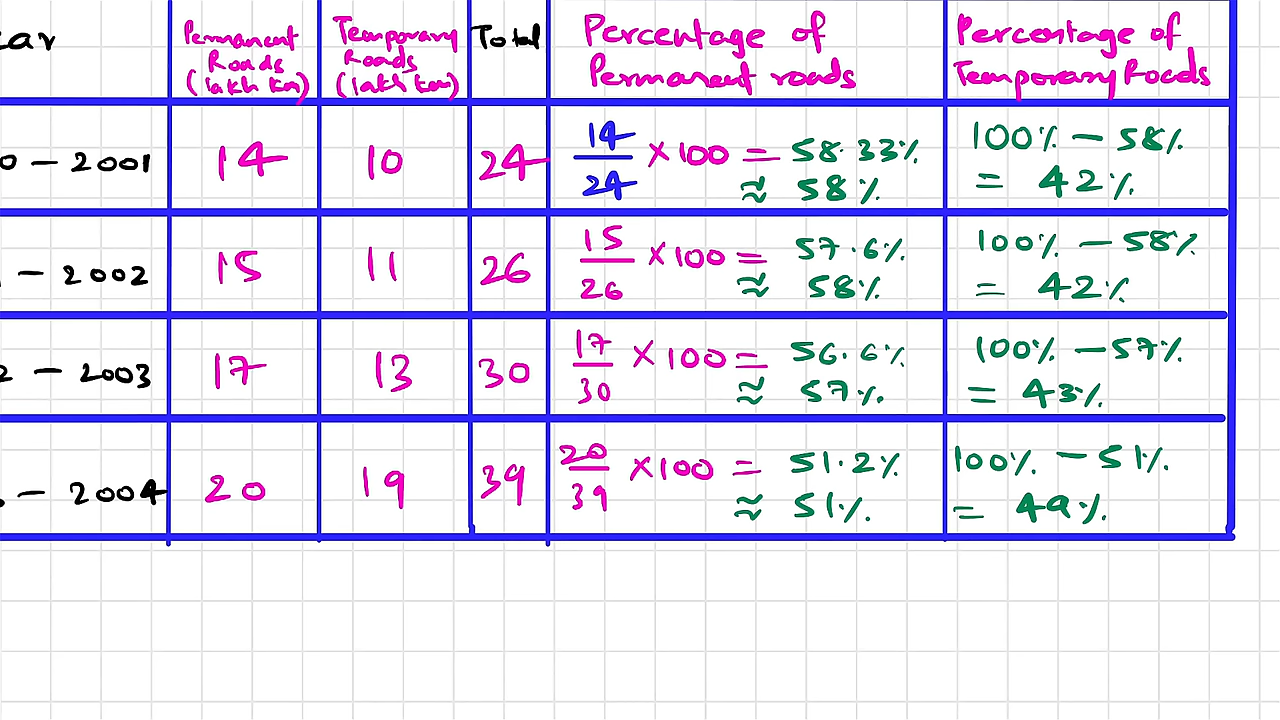 ear Permanent Roads (lakh km) Temporary Roads (lakh km) Total Percentage of Permanent roads Percentage of Temporary Roads
0 - 2001 14 10 24 14/24 × 100 = 58.33% ≈ 58% 100% - 58% = 42%
- 2002 15 11 26 15/26 × 100 = 57.6% ≈ 58% 100% - 58% = 42%
2 - 2003 17 13 30 17/30 × 100 = 56.6% ≈ 57% 100% - 57% = 43%
- 2004 20 19 39 20/39 × 100 = 51.2% ≈ 51% 100% - 51% = 49%